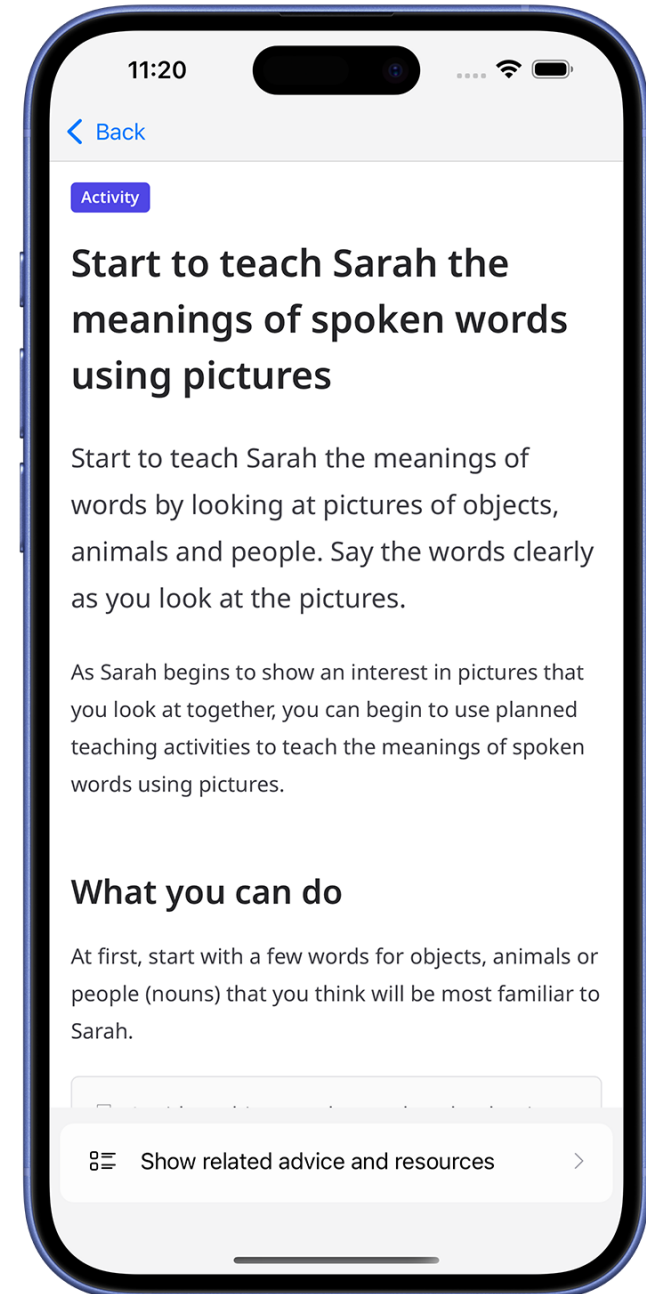 11:20
Back
Activity
Start to teach Sarah the
meanings of spoken words
using pictures
Start to teach Sarah the meanings of
words by looking at pictures of objects,
animals and people. Say the words clearly
as you look at the pictures.
As Sarah begins to show an interest in pictures that
you look at together, you can begin to use planned
teaching activities to teach the meanings of spoken
words using pictures.
What you can do
At first, start with a few words for objects, animals or
people (nouns) that you think will be most familiar to
Sarah.
Show related advice and resources